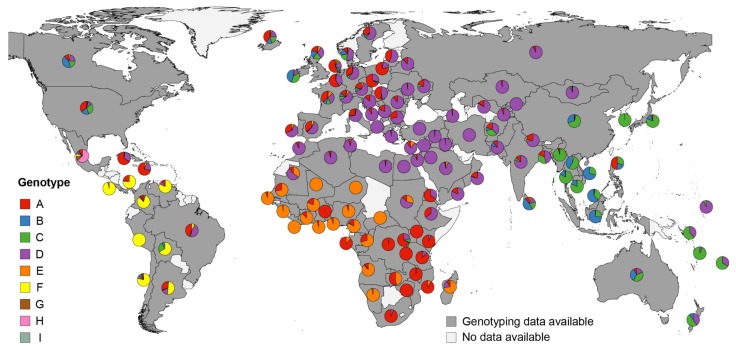 Genotype
A
B
C
D
E
F
G
H
I
Genotyping data available
No data available